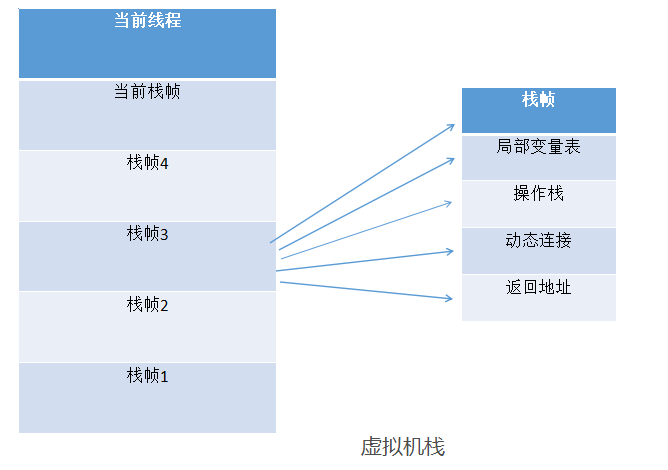 当前线程
当前栈帧
栈帧4
栈帧3
栈帧2
栈帧1
栈帧
局部变量表
操作栈
动态连接
返回地址
虚拟机栈